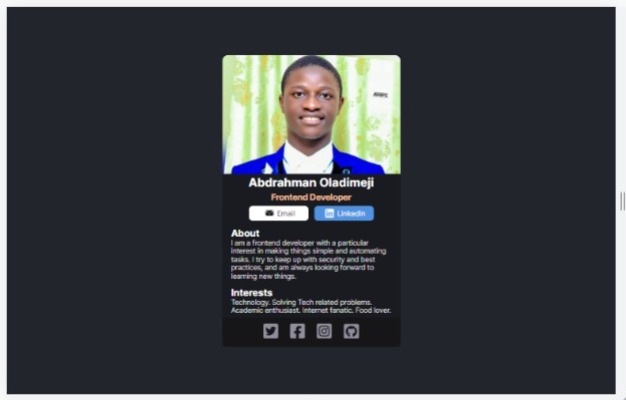 Abdrahman Oladimeji
Frontend Developer
Email
LinkedIn
About
I am a frontend developer with a particular
interest in making things simple and automating
tasks. I try to keep up with security and best
practices, and am always looking forward to
learning new things.
Interests
Technology. Solving Tech related problems.
Academic enthusiast. Internet fanatic. Food lover.